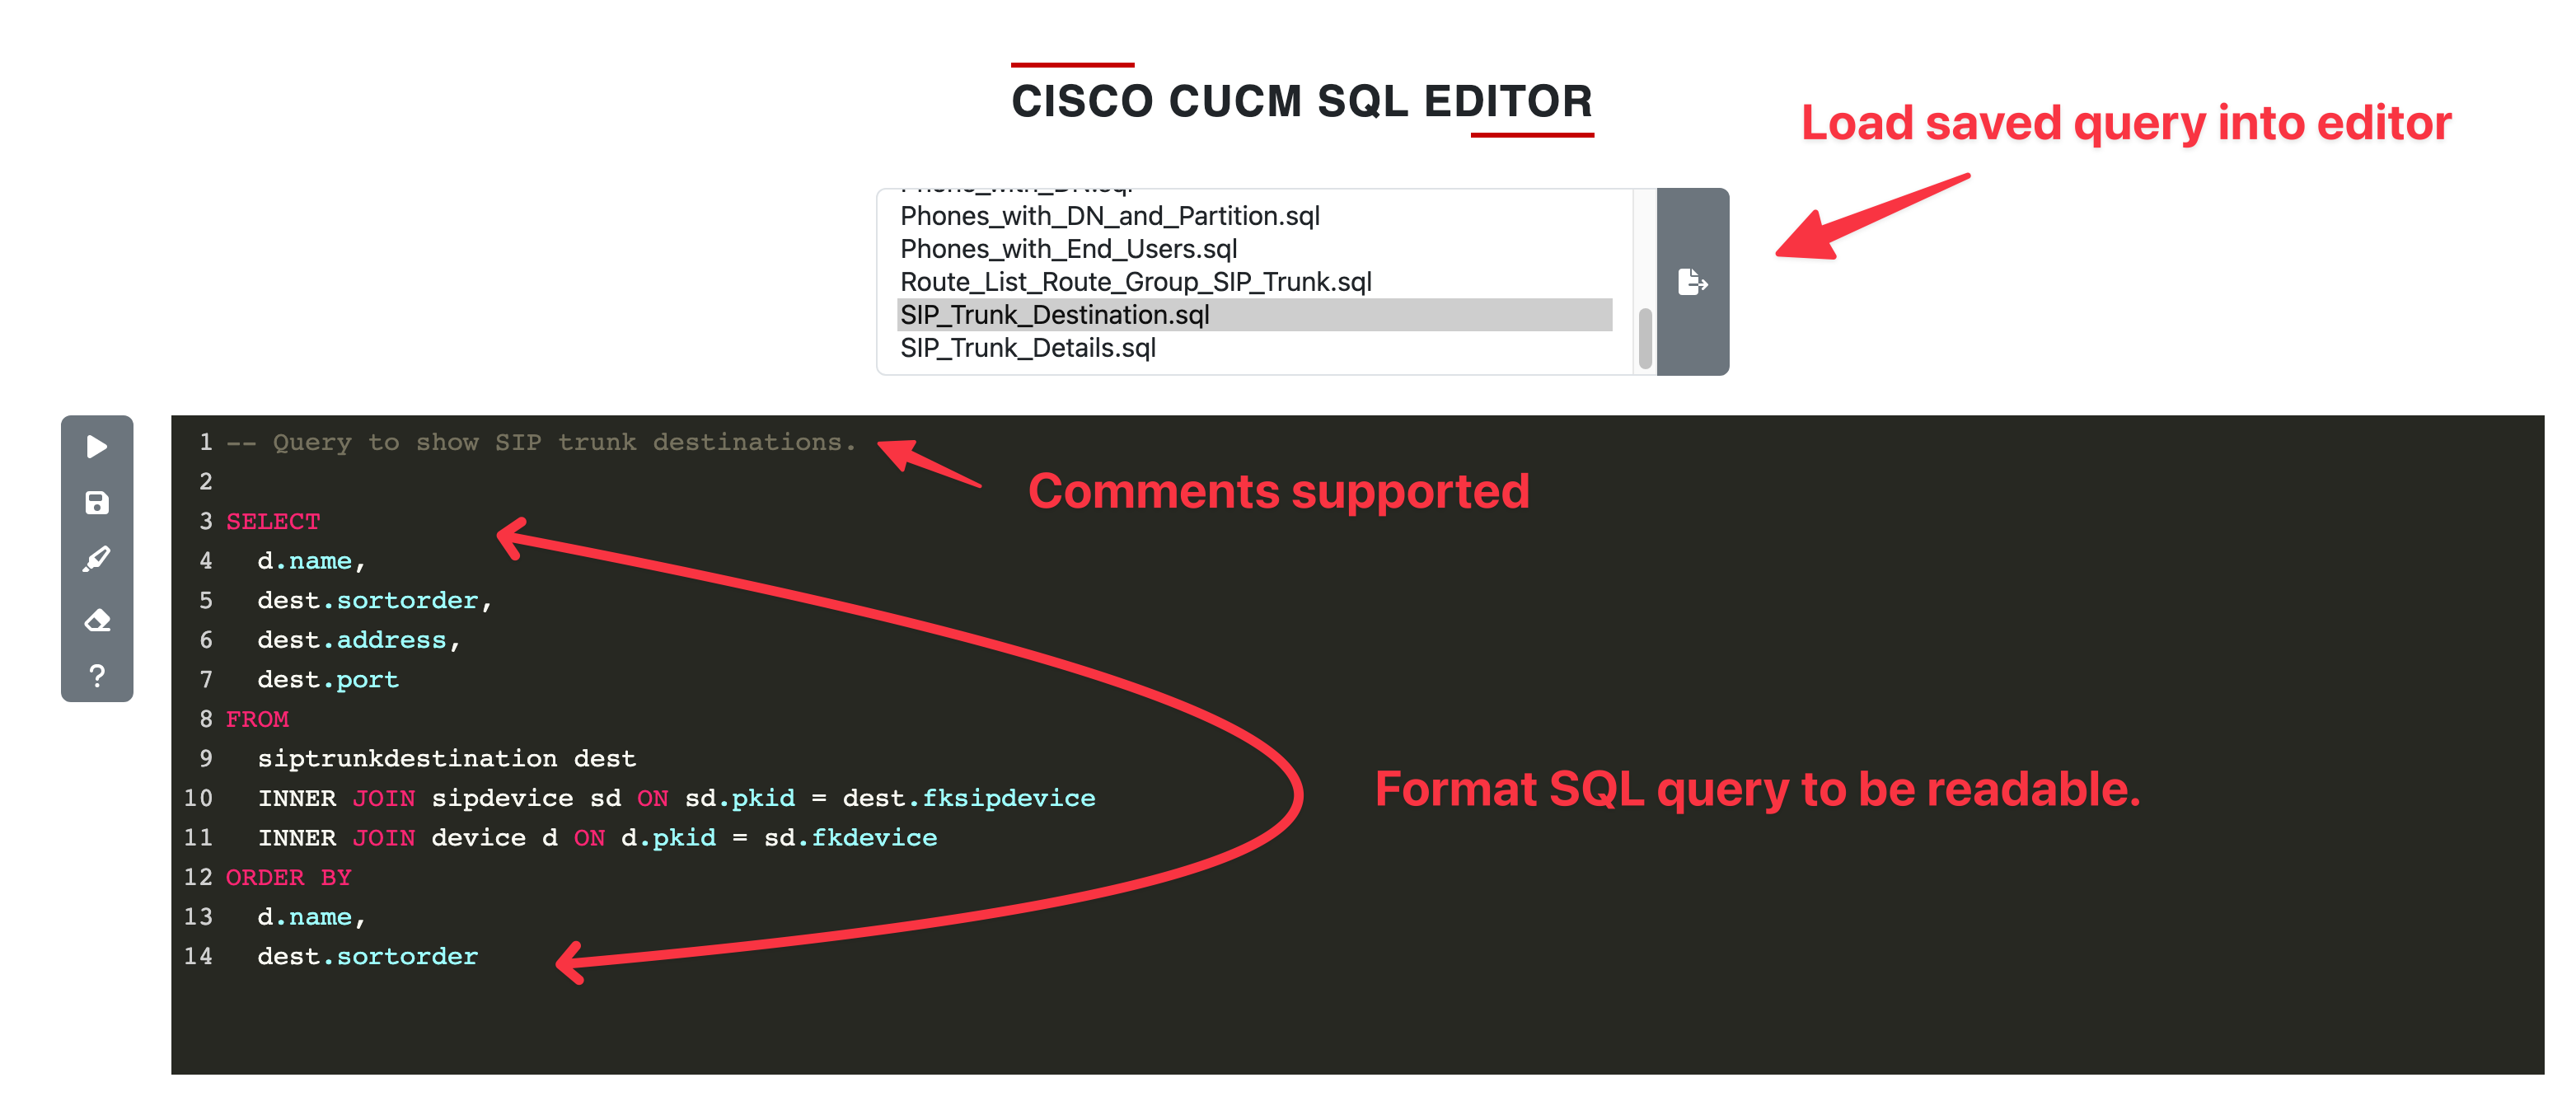 CISCO CUCM SQL EDITOR
Load saved query into editor
Phones_with_DN_and_Partition.sql
Phones_with_End_Users.sql
Route_List_Route_Group_SIP_Trunk.sql
SIP_Trunk_Destination.sql
SIP_Trunk_Details.sql
1 -- Query to show SIP trunk destinations.
Comments supported
2
3 SELECT
4 d.name,
5 dest.sortorder,
6 dest.address,
7 dest.port
8 FROM
9 siptrunkdestination dest
Format SQL query to be readable.
10 INNER JOIN sipdevice sd ON sd.pkid = dest.fksipdevice
11 INNER JOIN device d ON d.pkid = sd.fkdevice
12 ORDER BY
13 d.name,
14 dest.sortorder
?